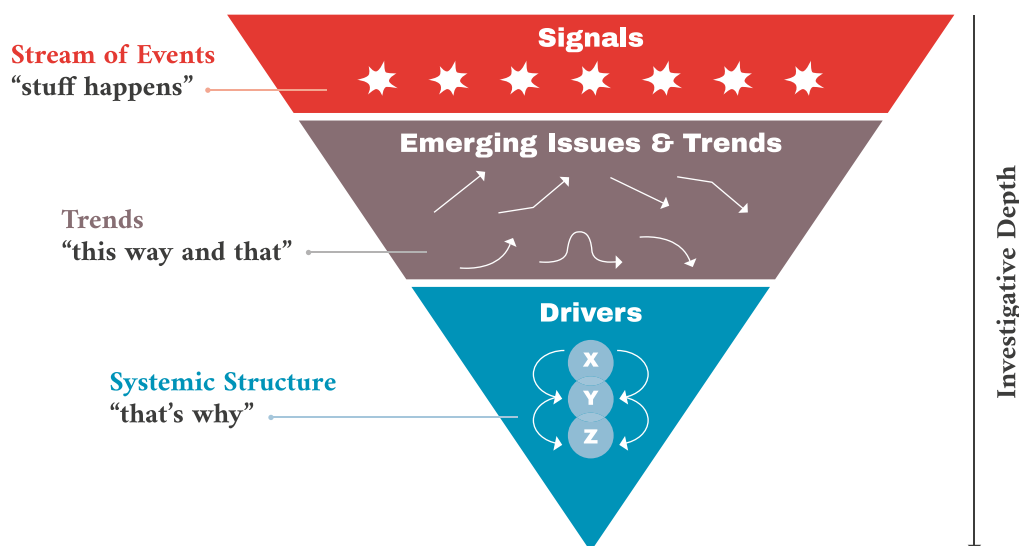 Signals
Stream of Events
“stuff happens”
Emerging Issues & Trends
Trends
“this way and that”
Drivers
X
Y
Z
Systemic Structure
“that’s why”
Investigative Depth